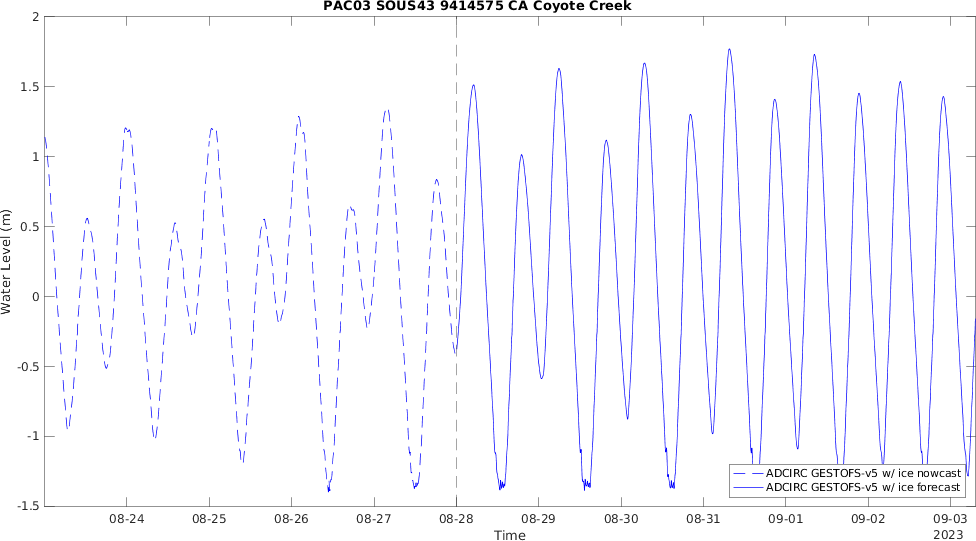 PAC03 SOUS43 9414575 CA Coyote Creek
2
1.5
1
0.5
0
-0.5
-1
-1.5
Water Level (m)
ADCIRC GESTOFS-v5 w/ ice nowcast
ADCIRC GESTOFS-v5 w/ ice forecast
08-24 08-25 08-26 08-27 08-28 08-29 08-30 08-31 09-01 09-02 09-03
Time
2023